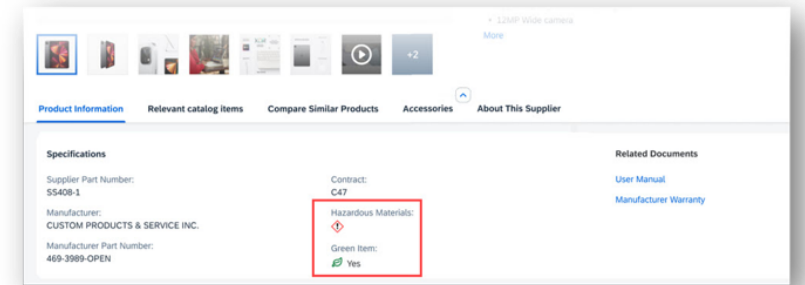 • 12MP Wide camera
More
+2
Product Information Relevant catalog items Compare Similar Products Accessories About This Supplier
Specifications
Supplier Part Number:
SS408-1
Manufacturer:
CUSTOM PRODUCTS & SERVICE INC.
Manufacturer Part Number:
469-3989-OPEN
Contract:
C47
Hazardous Materials:
Green Item:
Yes
Related Documents
User Manual
Manufacturer Warranty